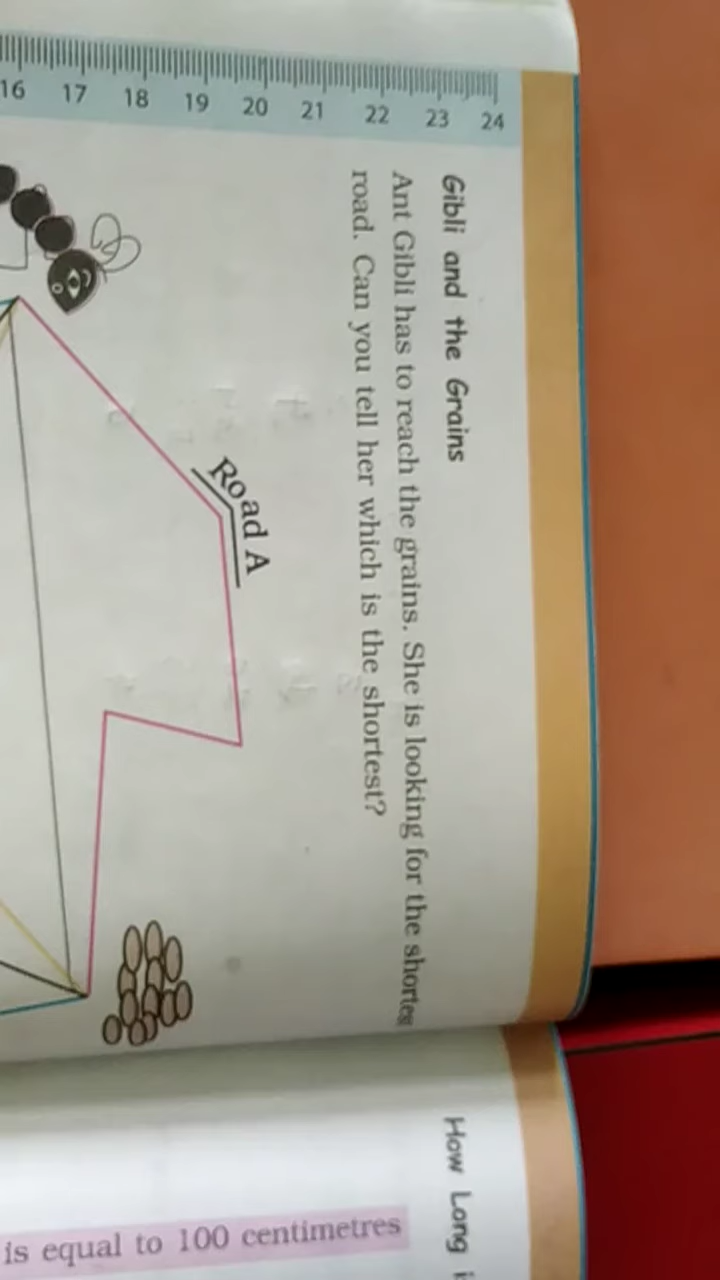 16 17 18 19 20 21 22 23 24
Gibli and the Grains
Ant Gibli has to reach the grains. She is looking for the shortes
road. Can you tell her which is the shortest?
Road A
How Long i
is equal to 100 centimetres